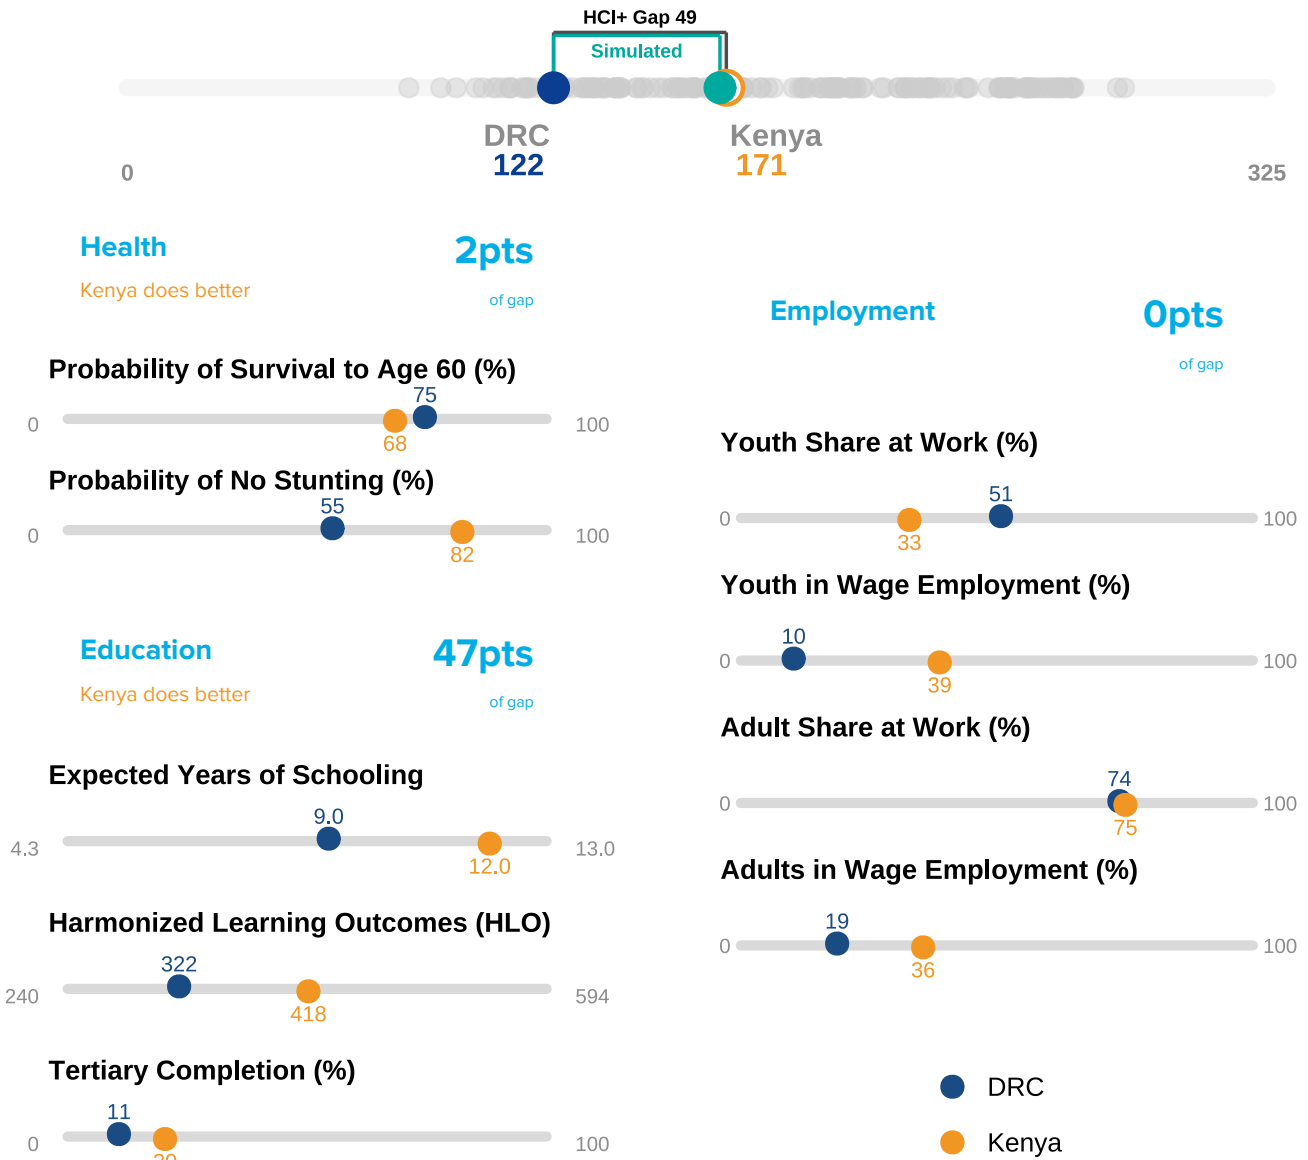 HCI+ Gap 49
Simulated
DRC
122
Kenya
171
0
325
Health
2pts
Kenya does better
of gap
Probability of Survival to Age 60 (%)
75
0
100
68
Probability of No Stunting (%)
55
0
100
82
Education
47pts
Kenya does better
of gap
Expected Years of Schooling
9.0
4.3
13.0
12.0
Harmonized Learning Outcomes (HLO)
322
240
594
418
Tertiary Completion (%)
11
0
100
Employment
0pts
of gap
Youth Share at Work (%)
51
0
100
33
Youth in Wage Employment (%)
10
0
100
39
Adult Share at Work (%)
74
0
100
75
Adults in Wage Employment (%)
19
0
100
36
DRC
Kenya